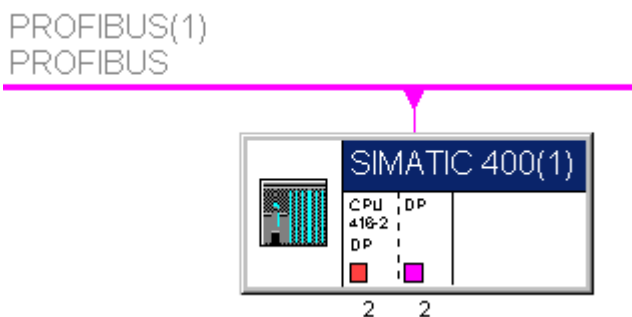 PROFIBUS(1)
PROFIBUS
SIMATIC 400(1)
CPU DP
416-2
DP
2 2